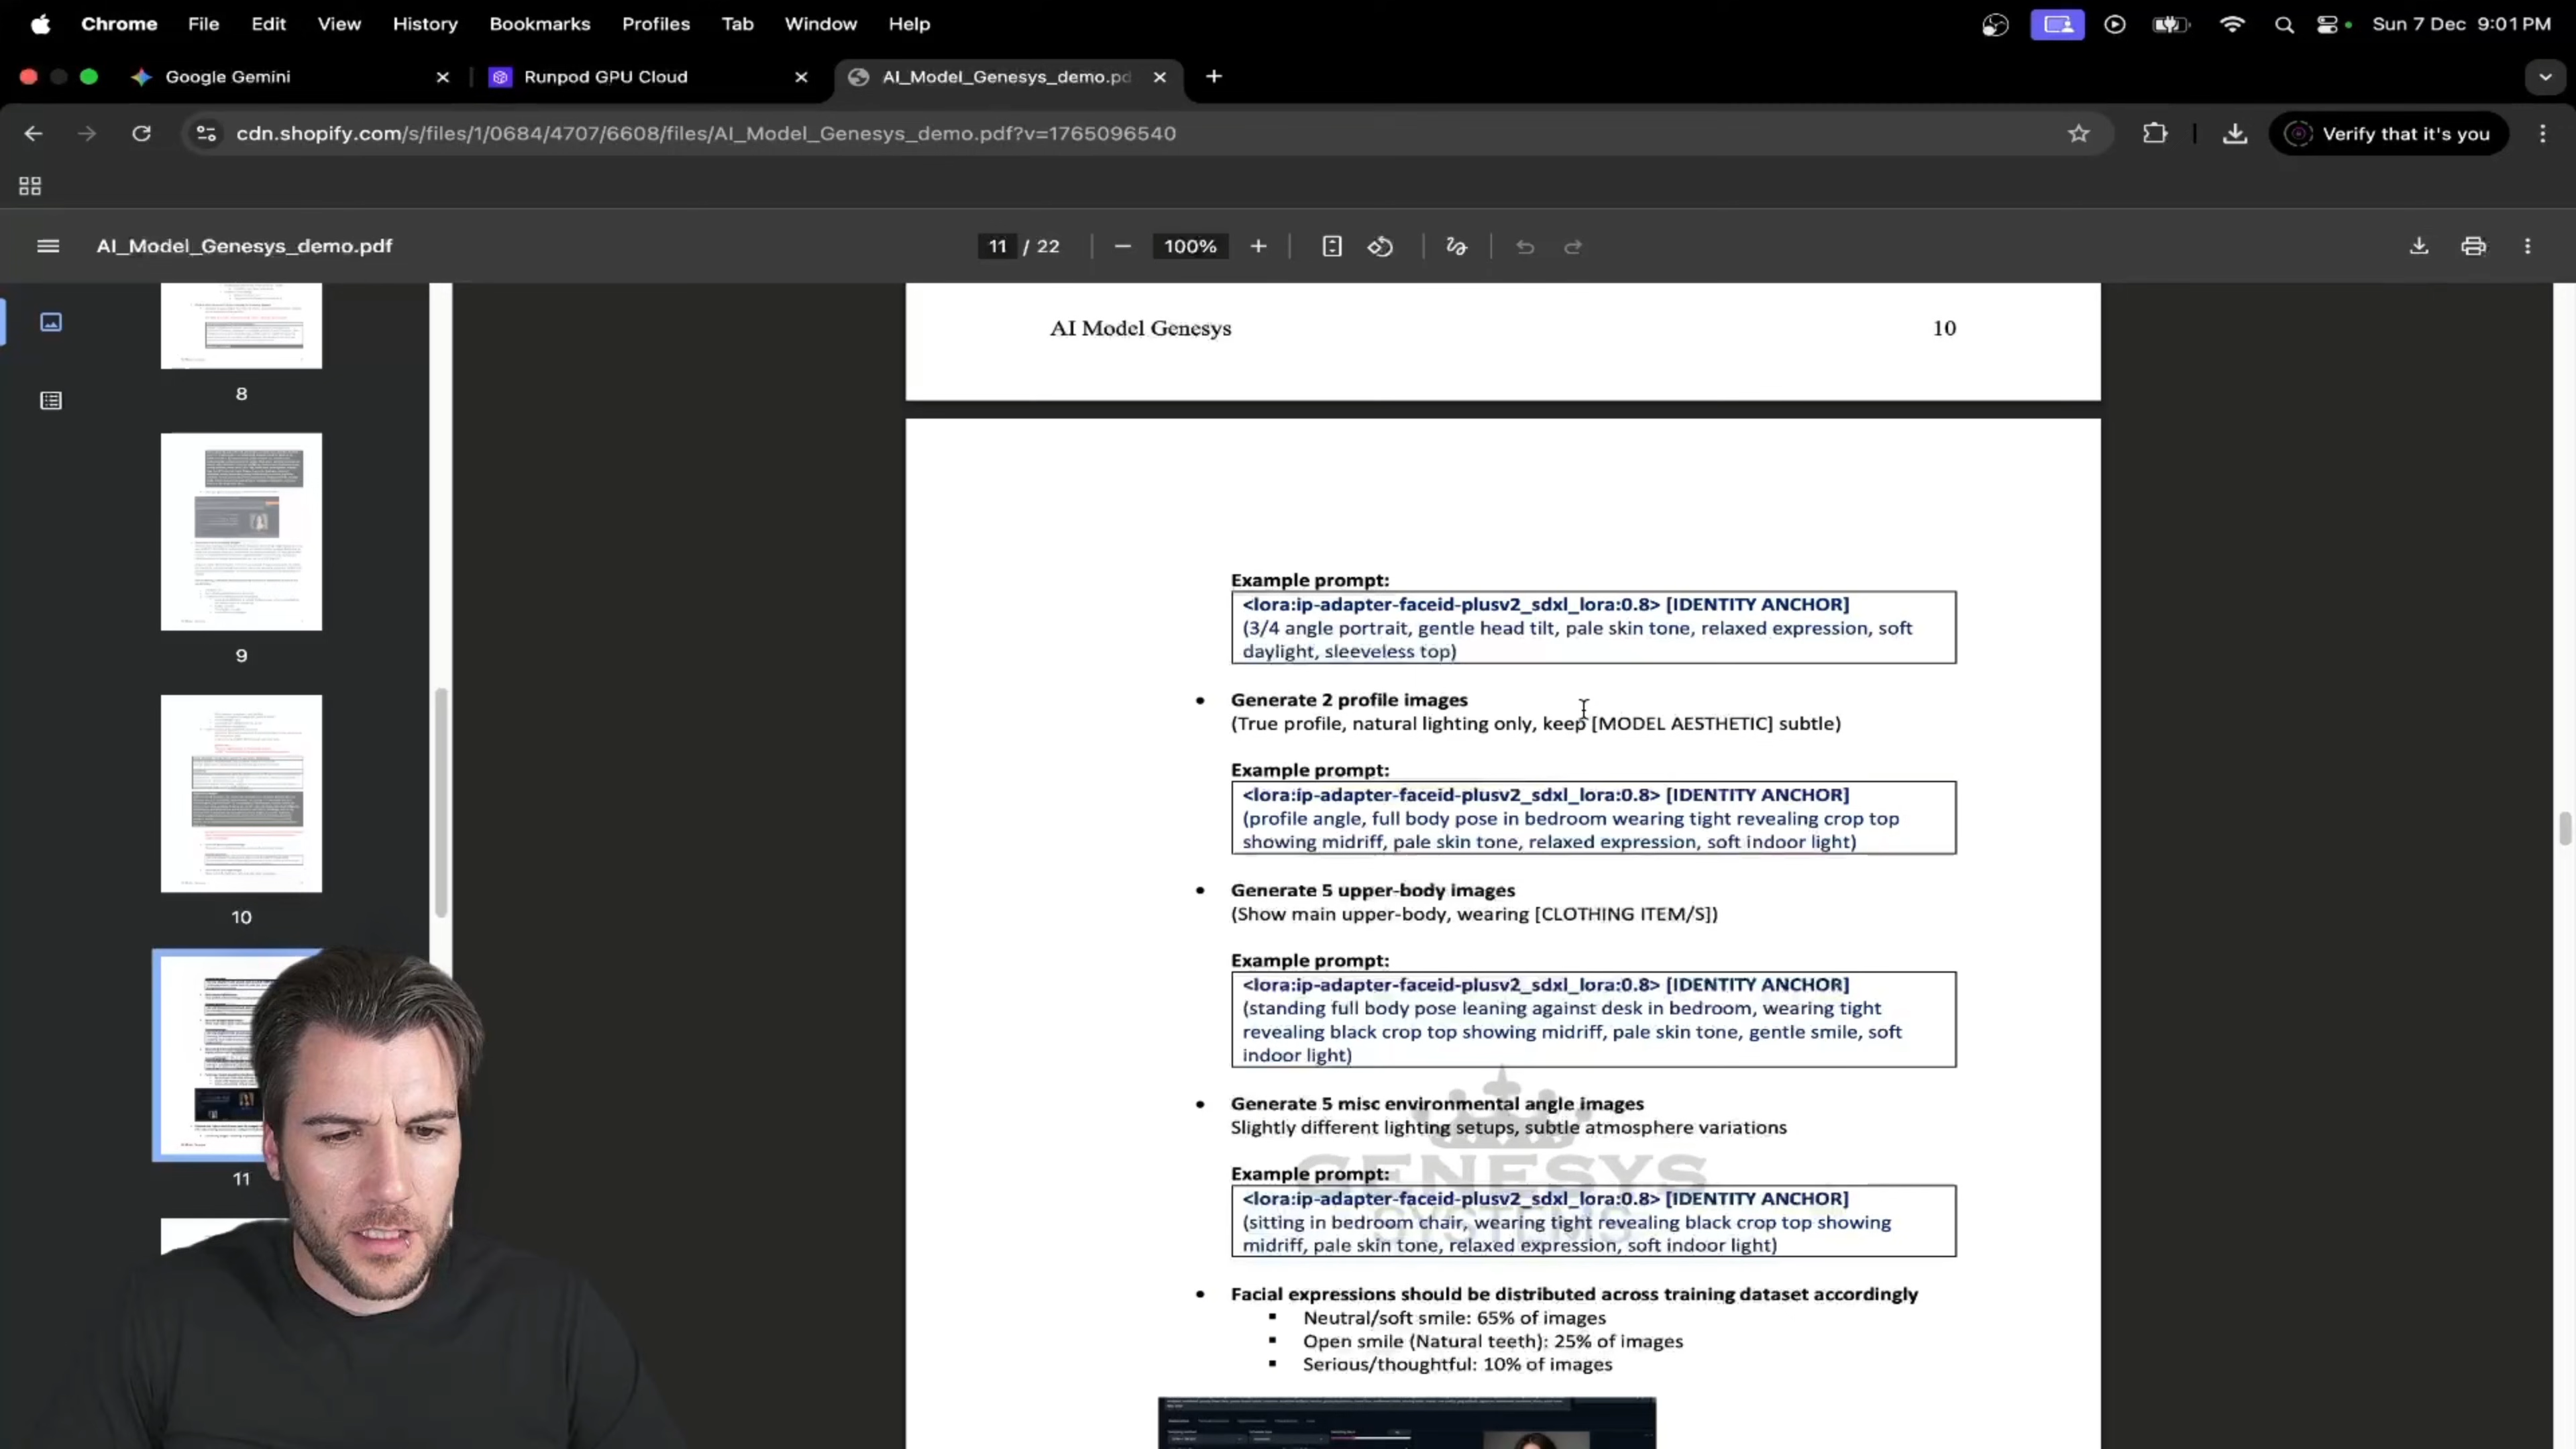 Chrome File Edit View History Bookmarks Profiles Tab Window Help Sun 7 Dec 9:01 PM
Google Gemini Runpod GPU Cloud AI_Model_Genesys_demo.pd
cdn.shopify.com/s/files/1/0684/4707/6608/files/AI_Model_Genesys_demo.pdf?v=1765096540 Verify that it's you
AI_Model_Genesys_demo.pdf 11 / 22 100%
8
9
10
11
AI Model Genesys 10
Example prompt:
<lora:ip-adapter-faceid-plusv2_sdxl_lora:0.8> [IDENTITY ANCHOR]
(3/4 angle portrait, gentle head tilt, pale skin tone, relaxed expression, soft
daylight, sleeveless top)
• Generate 2 profile images
(True profile, natural lighting only, keep [MODEL AESTHETIC] subtle)
Example prompt:
<lora:ip-adapter-faceid-plusv2_sdxl_lora:0.8> [IDENTITY ANCHOR]
(profile angle, full body pose in bedroom wearing tight revealing crop top
showing midriff, pale skin tone, relaxed expression, soft indoor light)
• Generate 5 upper-body images
(Show main upper-body, wearing [CLOTHING ITEM/S])
Example prompt:
<lora:ip-adapter-faceid-plusv2_sdxl_lora:0.8> [IDENTITY ANCHOR]
(standing full body pose leaning against desk in bedroom, wearing tight
revealing black crop top showing midriff, pale skin tone, gentle smile, soft
indoor light)
• Generate 5 misc environmental angle images
Slightly different lighting setups, subtle atmosphere variations
GENESYS
SYSTEMS
Example prompt:
<lora:ip-adapter-faceid-plusv2_sdxl_lora:0.8> [IDENTITY ANCHOR]
(sitting in bedroom chair, wearing tight revealing black crop top showing
midriff, pale skin tone, relaxed expression, soft indoor light)
• Facial expressions should be distributed across training dataset accordingly
▪ Neutral/soft smile: 65% of images
▪ Open smile (Natural teeth): 25% of images
▪ Serious/thoughtful: 10% of images